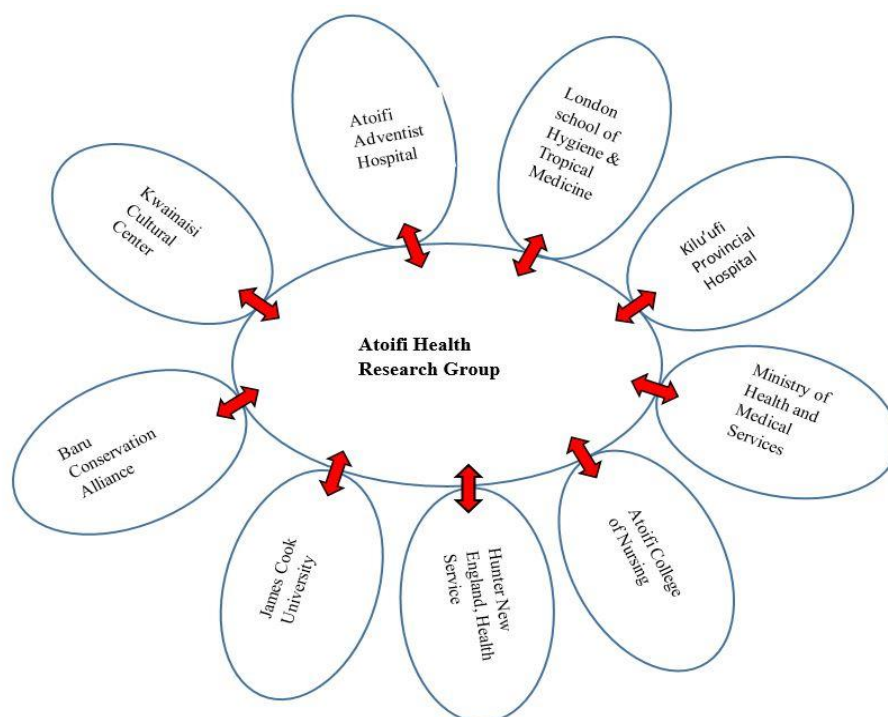 Atoifi
Adventist
Hospital
London
school of
Hygiene &
Tropical
Medicine
Kwainaisi
Cultural
Center
Kilu'ufi
Provincial
Hospital
Atoifi Health
Research Group
Ministry of
Health and
Medical
Services
Baru
Conservation
Alliance
James Cook
University
Hunter New
England, Health
Service
Atoifi College
of Nursing